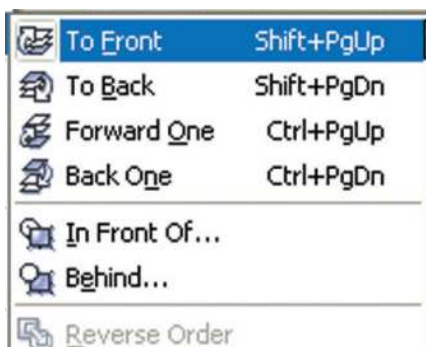 To Front Shift+PgUp
To Back Shift+PgDn
Forward One Ctrl+PgUp
Back One Ctrl+PgDn
In Front Of...
Behind...
Reverse Order